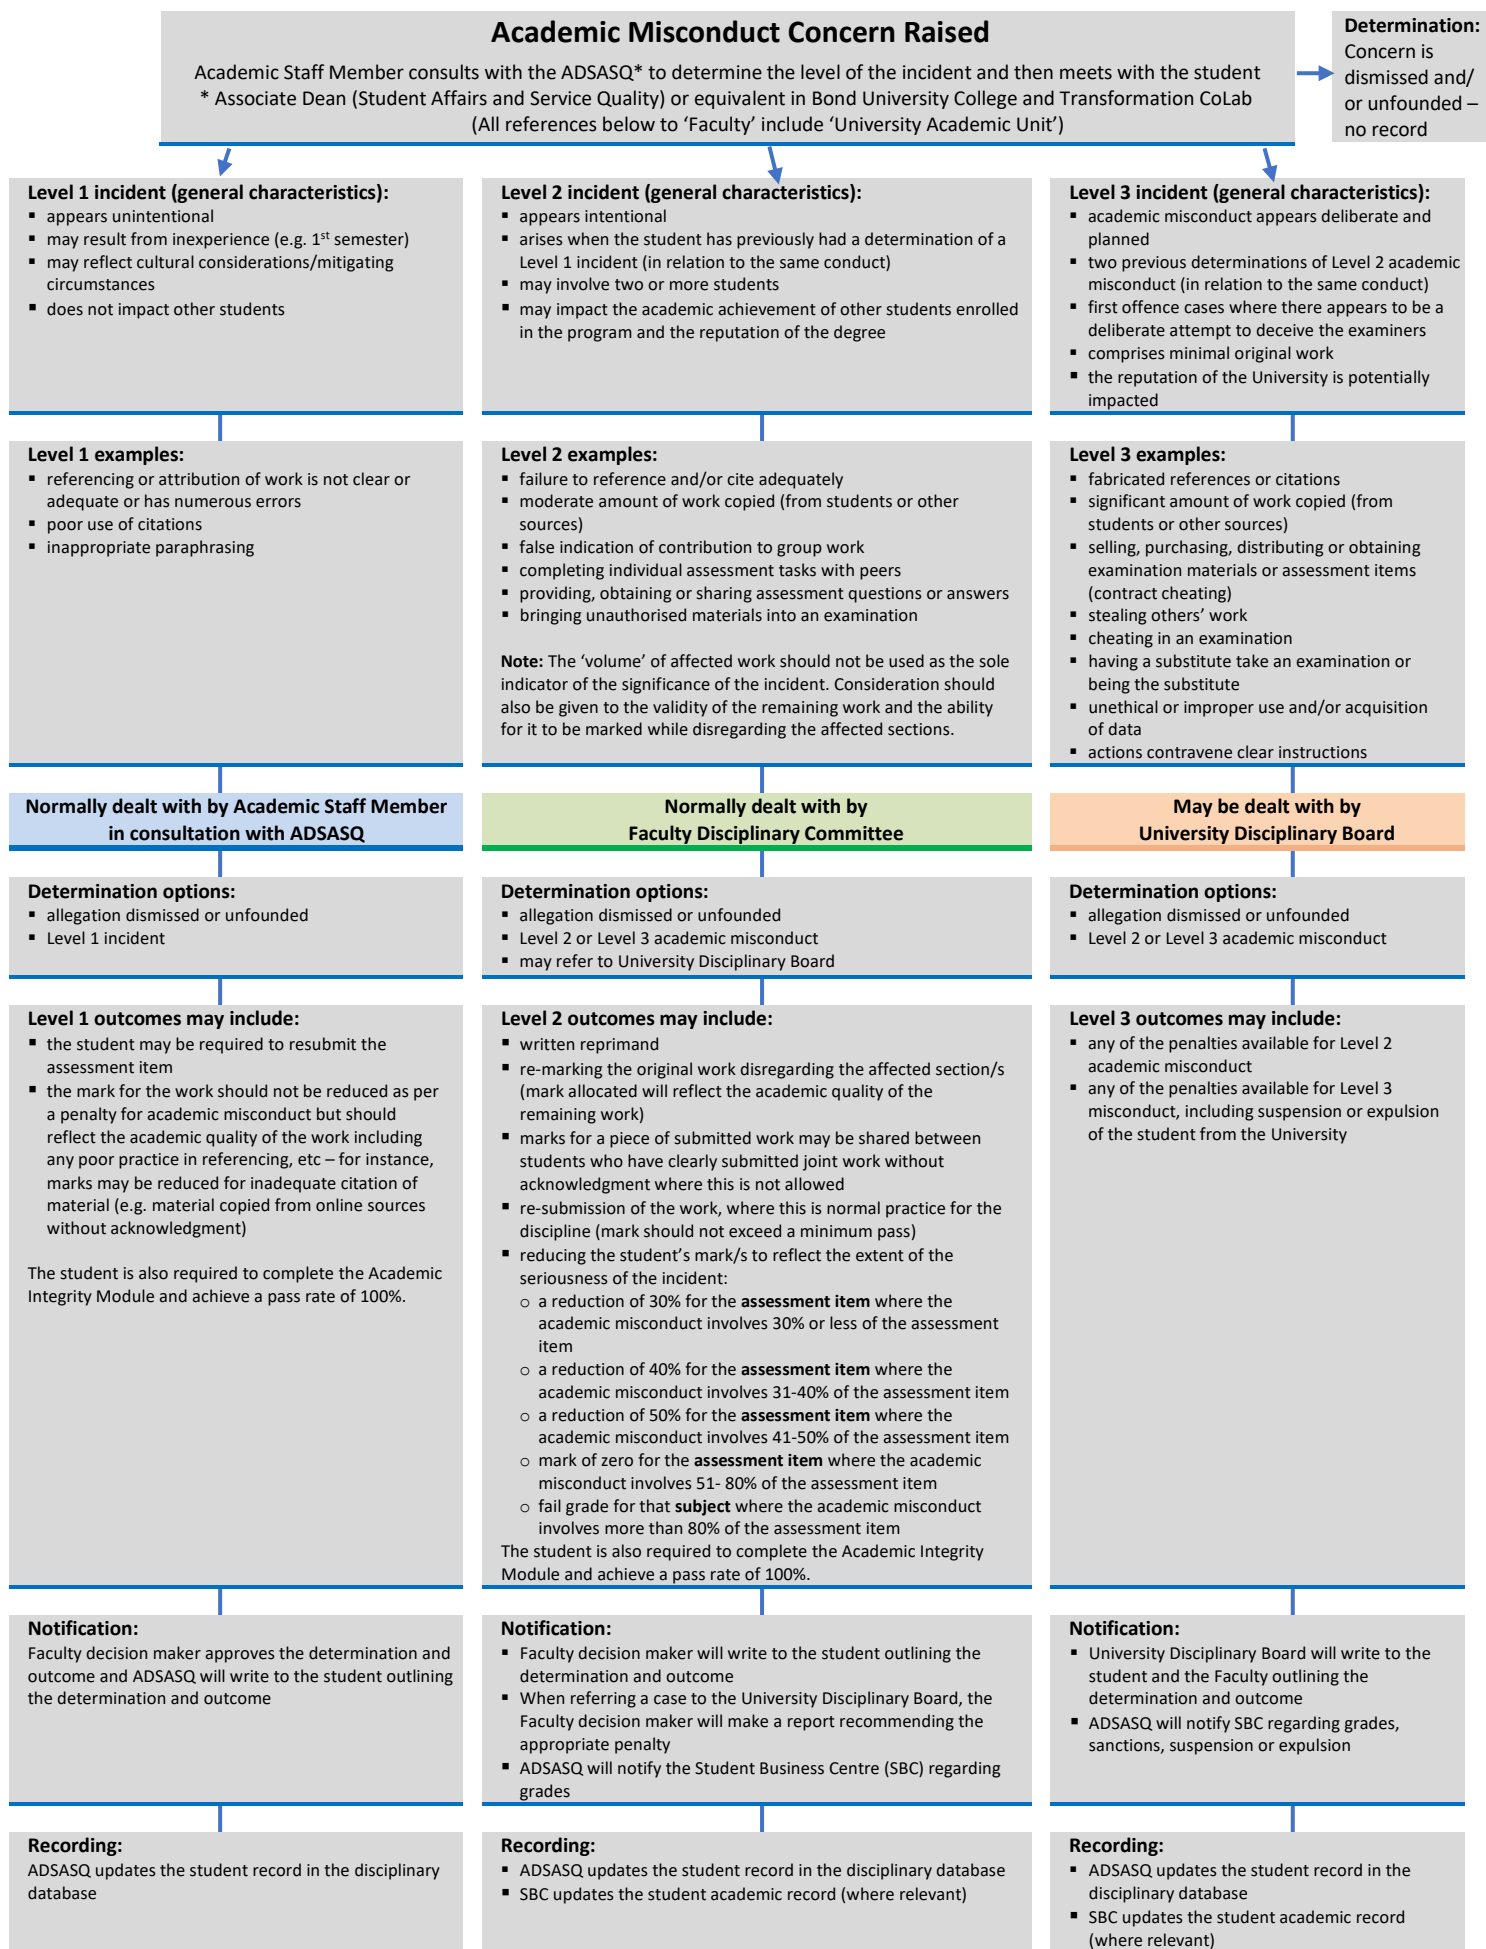 Academic Misconduct Concern Raised
Academic Staff Member consults with the ADSASQ* to determine the level of the incident and then meets with the student
* Associate Dean (Student Affairs and Service Quality) or equivalent in Bond University College and Transformation CoLab
(All references below to ‘Faculty’ include ‘University Academic Unit’)
Determination:
Concern is
dismissed and/
or unfounded –
no record
Level 1 incident (general characteristics):
▪ appears unintentional
▪ may result from inexperience (e.g. 1st semester)
▪ may reflect cultural considerations/mitigating
circumstances
▪ does not impact other students
Level 2 incident (general characteristics):
▪ appears intentional
▪ arises when the student has previously had a determination of a
Level 1 incident (in relation to the same conduct)
▪ may involve two or more students
▪ may impact the academic achievement of other students enrolled
in the program and the reputation of the degree
Level 3 incident (general characteristics):
▪ academic misconduct appears deliberate and
planned
▪ two previous determinations of Level 2 academic
misconduct (in relation to the same conduct)
▪ first offence cases where there appears to be a
deliberate attempt to deceive the examiners
▪ comprises minimal original work
▪ the reputation of the University is potentially
impacted
Level 1 examples:
▪ referencing or attribution of work is not clear or
adequate or has numerous errors
▪ poor use of citations
▪ inappropriate paraphrasing
Level 2 examples:
▪ failure to reference and/or cite adequately
▪ moderate amount of work copied (from students or other
sources)
▪ false indication of contribution to group work
▪ completing individual assessment tasks with peers
▪ providing, obtaining or sharing assessment questions or answers
▪ bringing unauthorised materials into an examination
Note: The ‘volume’ of affected work should not be used as the sole
indicator of the significance of the incident. Consideration should
also be given to the validity of the remaining work and the ability
for it to be marked while disregarding the affected sections.
Level 3 examples:
▪ fabricated references or citations
▪ significant amount of work copied (from
students or other sources)
▪ selling, purchasing, distributing or obtaining
examination materials or assessment items
(contract cheating)
▪ stealing others’ work
▪ cheating in an examination
▪ having a substitute take an examination or
being the substitute
▪ unethical or improper use and/or acquisition
of data
▪ actions contravene clear instructions
Normally dealt with by Academic Staff Member
in consultation with ADSASQ
Normally dealt with by
Faculty Disciplinary Committee
May be dealt with by
University Disciplinary Board
Determination options:
▪ allegation dismissed or unfounded
▪ Level 1 incident
Determination options:
▪ allegation dismissed or unfounded
▪ Level 2 or Level 3 academic misconduct
▪ may refer to University Disciplinary Board
Determination options:
▪ allegation dismissed or unfounded
▪ Level 2 or Level 3 academic misconduct
Level 1 outcomes may include:
▪ the student may be required to resubmit the
assessment item
▪ the mark for the work should not be reduced as per
a penalty for academic misconduct but should
reflect the academic quality of the work including
any poor practice in referencing, etc – for instance,
marks may be reduced for inadequate citation of
material (e.g. material copied from online sources
without acknowledgment)
The student is also required to complete the Academic
Integrity Module and achieve a pass rate of 100%.
Level 2 outcomes may include:
▪ written reprimand
▪ re-marking the original work disregarding the affected section/s
(mark allocated will reflect the academic quality of the
remaining work)
▪ marks for a piece of submitted work may be shared between
students who have clearly submitted joint work without
acknowledgment where this is not allowed
▪ re-submission of the work, where this is normal practice for the
discipline (mark should not exceed a minimum pass)
▪ reducing the student’s mark/s to reflect the extent of the
seriousness of the incident:
o a reduction of 30% for the assessment item where the
academic misconduct involves 30% or less of the assessment
item
o a reduction of 40% for the assessment item where the
academic misconduct involves 31-40% of the assessment item
o a reduction of 50% for the assessment item where the
academic misconduct involves 41-50% of the assessment item
o mark of zero for the assessment item where the academic
misconduct involves 51- 80% of the assessment item
o fail grade for that subject where the academic misconduct
involves more than 80% of the assessment item
The student is also required to complete the Academic Integrity
Module and achieve a pass rate of 100%.
Level 3 outcomes may include:
▪ any of the penalties available for Level 2
academic misconduct
▪ any of the penalties available for Level 3
misconduct, including suspension or expulsion
of the student from the University
Notification:
Faculty decision maker approves the determination and
outcome and ADSASQ will write to the student outlining
the determination and outcome
Notification:
▪ Faculty decision maker will write to the student outlining the
determination and outcome
▪ When referring a case to the University Disciplinary Board, the
Faculty decision maker will make a report recommending the
appropriate penalty
▪ ADSASQ will notify the Student Business Centre (SBC) regarding
grades
Notification:
▪ University Disciplinary Board will write to the
student and the Faculty outlining the
determination and outcome
▪ ADSASQ will notify SBC regarding grades,
sanctions, suspension or expulsion
Recording:
ADSASQ updates the student record in the disciplinary
database
Recording:
▪ ADSASQ updates the student record in the disciplinary database
▪ SBC updates the student academic record (where relevant)
Recording:
▪ ADSASQ updates the student record in the
disciplinary database
▪ SBC updates the student academic record
(where relevant)